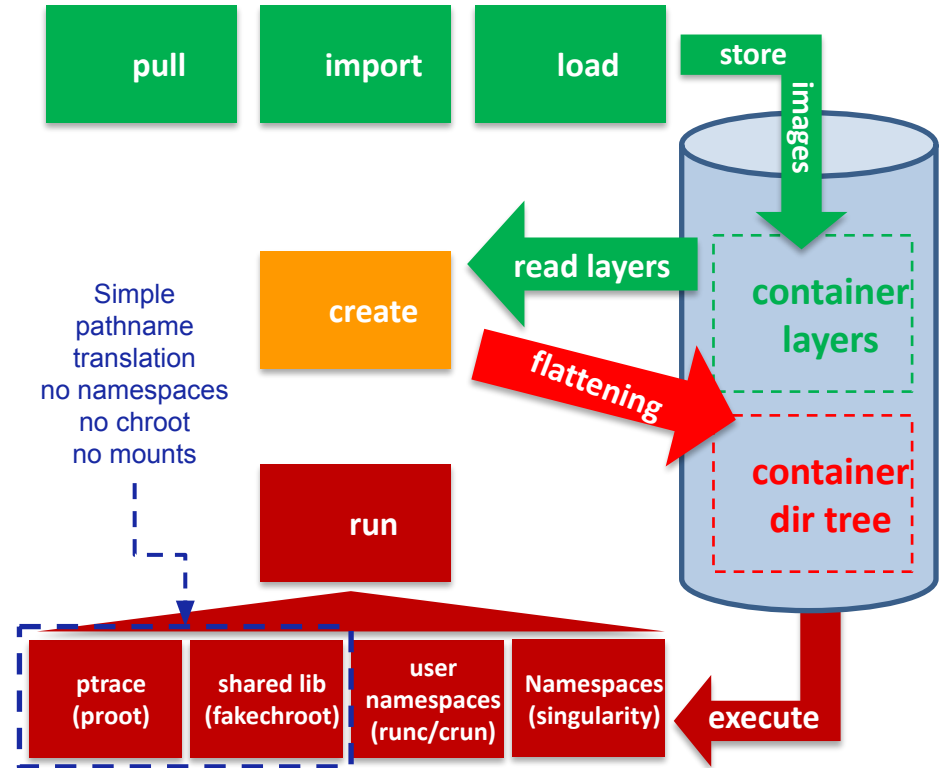 pull
import
load
store
images
read layers
container
layers
create
Simple
pathname
translation
no namespaces
no chroot
no mounts
flattening
container
dir tree
run
ptrace
(proot)
shared lib
(fakechroot)
user
namespaces
(runc/crun)
Namespaces
(singularity)
execute